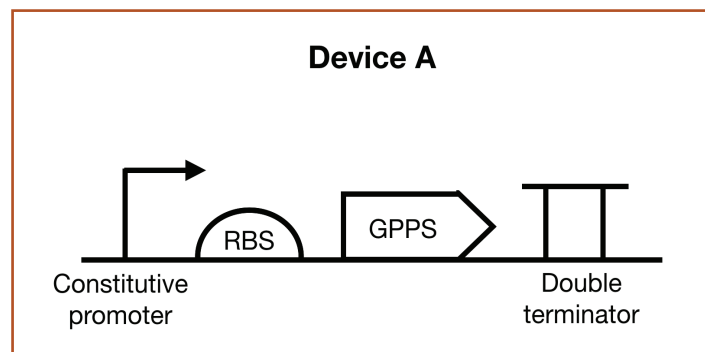 Device A
RBS
GPPS
Constitutive
promoter
Double
terminator